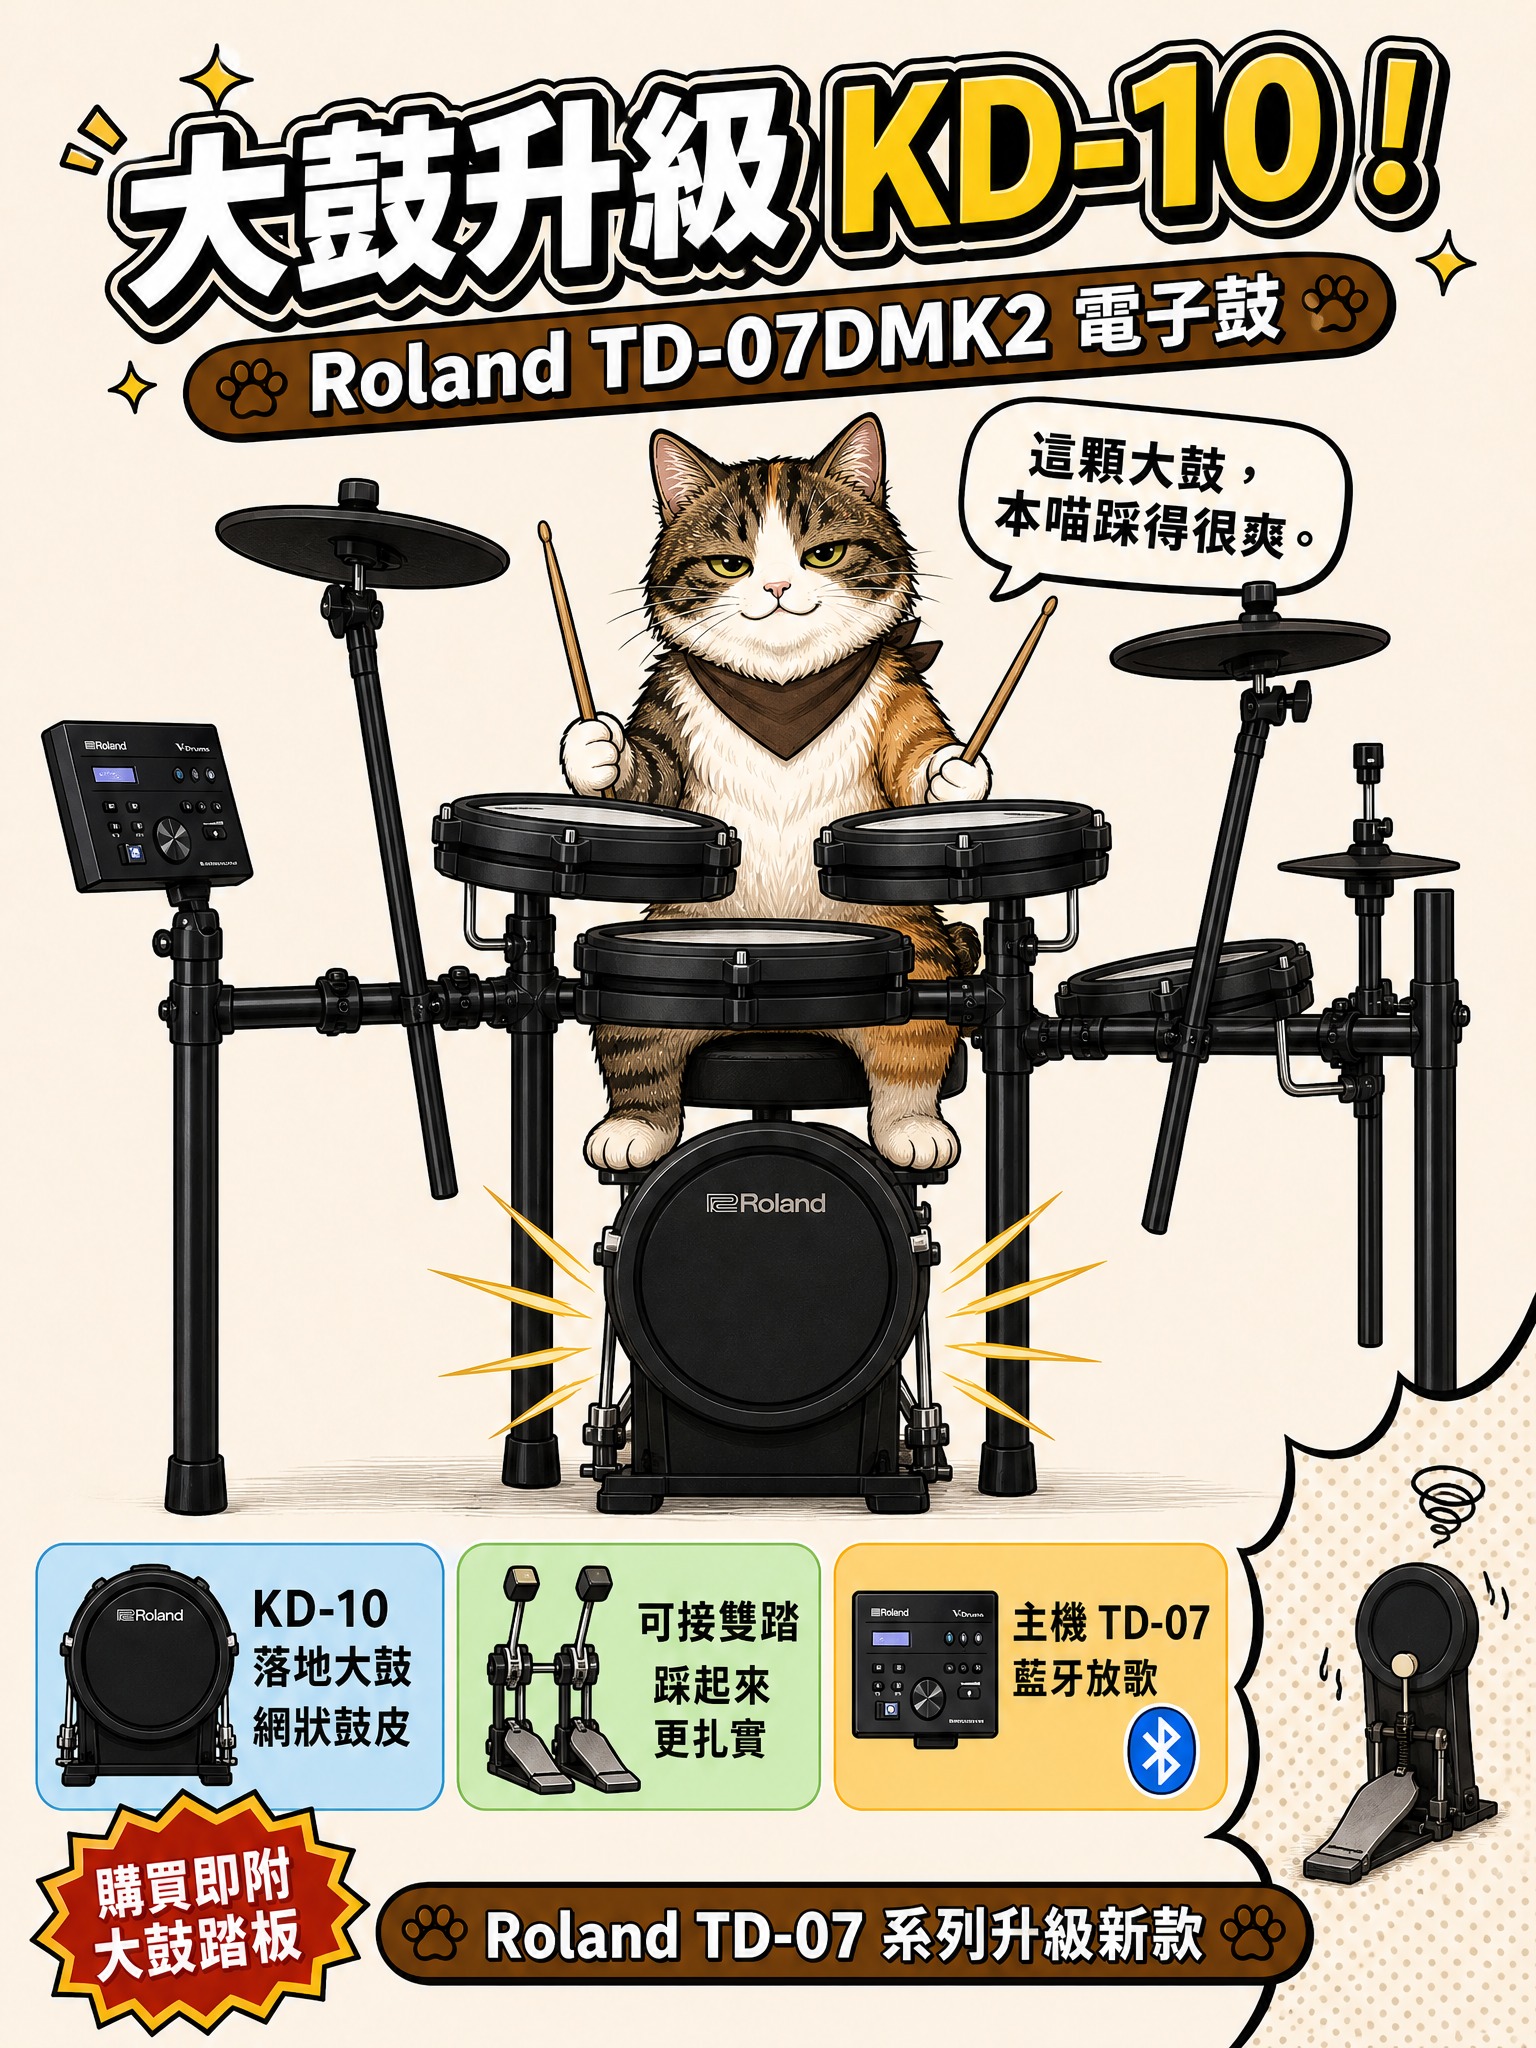 大鼓升級 KD-10！
Roland TD-07DMK2 電子鼓
這顆大鼓，
本喵踩得很爽。
Roland
V-Drums
Roland
Roland
KD-10
落地大鼓
網狀鼓皮
可接雙踏
踩起來
更扎實
Roland
V-Drums
主機 TD-07
藍牙放歌
購買即附
大鼓踏板
Roland TD-07 系列升級新款